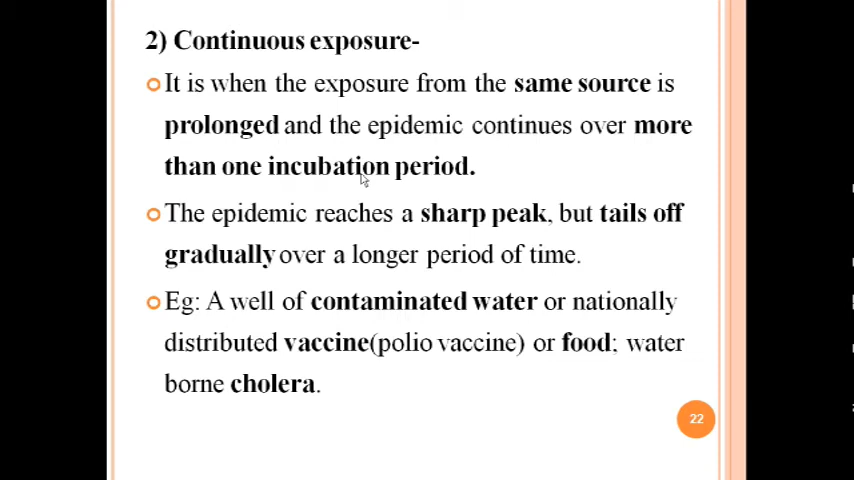 2) Continuous exposure-
It is when the exposure from the same source is
prolonged and the epidemic continues over more
than one incubation period.
The epidemic reaches a sharp peak, but tails off
gradually over a longer period of time.
Eg: A well of contaminated water or nationally
distributed vaccine(polio vaccine) or food; water
borne cholera.
22